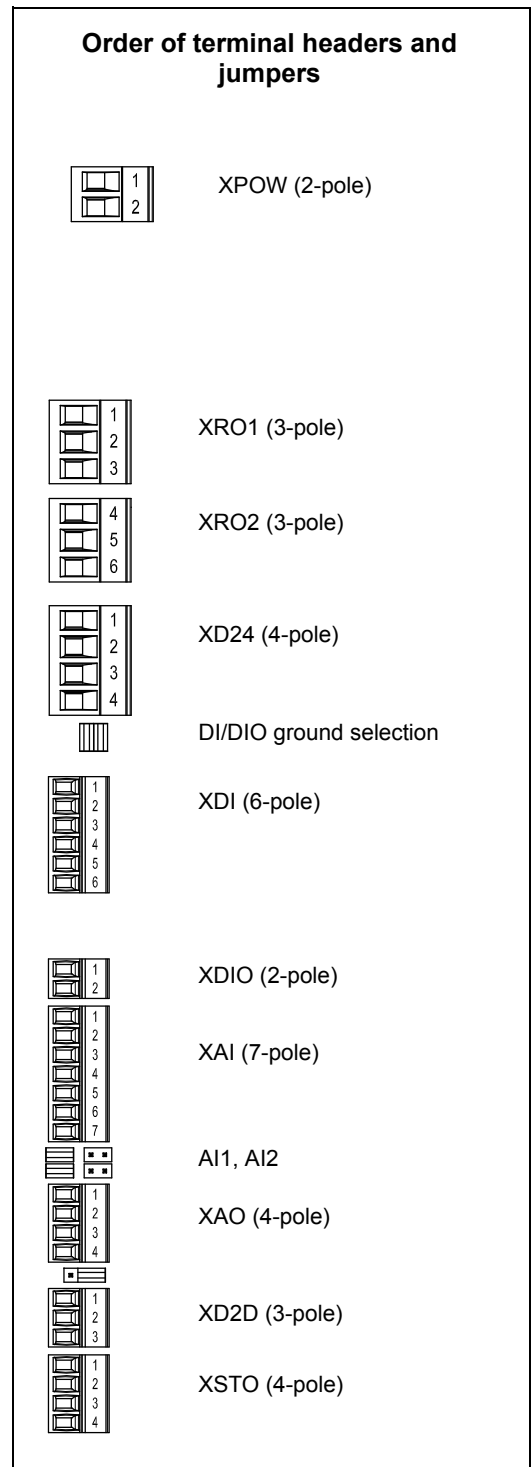 Order of terminal headers and
jumpers
1
2
XPOW (2-pole)
1
2
3
XRO1 (3-pole)
4
5
6
XRO2 (3-pole)
1
2
3
4
XD24 (4-pole)
DI/DIO ground selection
1
2
3
4
5
6
XDI (6-pole)
1
2
XDIO (2-pole)
1
2
3
4
5
6
7
XAI (7-pole)
AI1, AI2
1
2
3
4
XAO (4-pole)
1
2
3
XD2D (3-pole)
1
2
3
4
XSTO (4-pole)